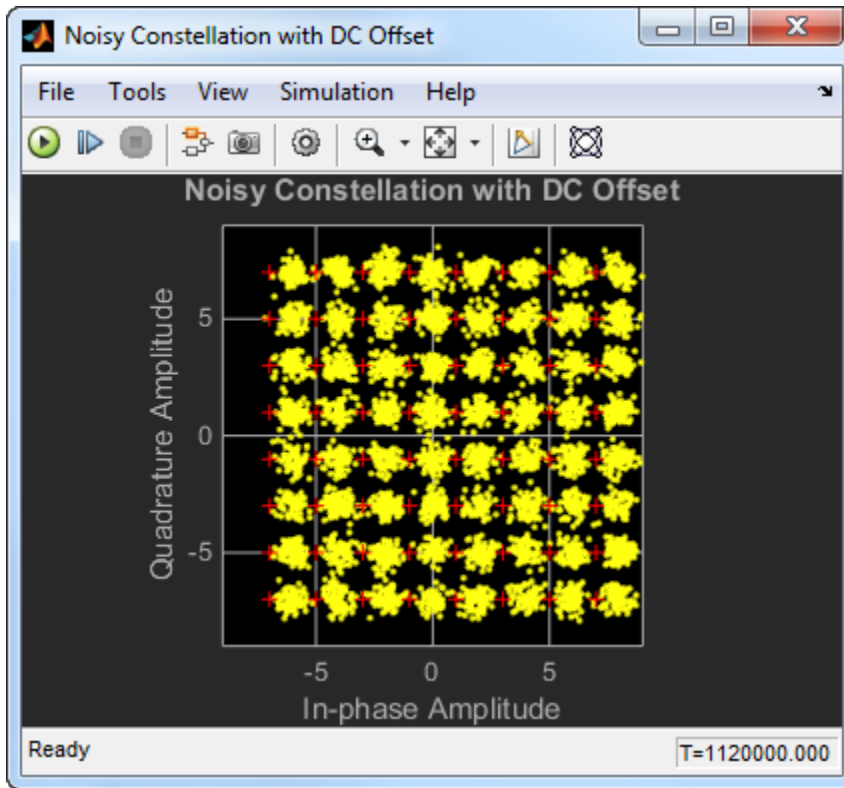 Noisy Constellation with DC Offset
File Tools View Simulation Help
Noisy Constellation with DC Offset
Quadrature Amplitude
5
0
-5
-5 0 5
In-phase Amplitude
Ready T=1120000.000